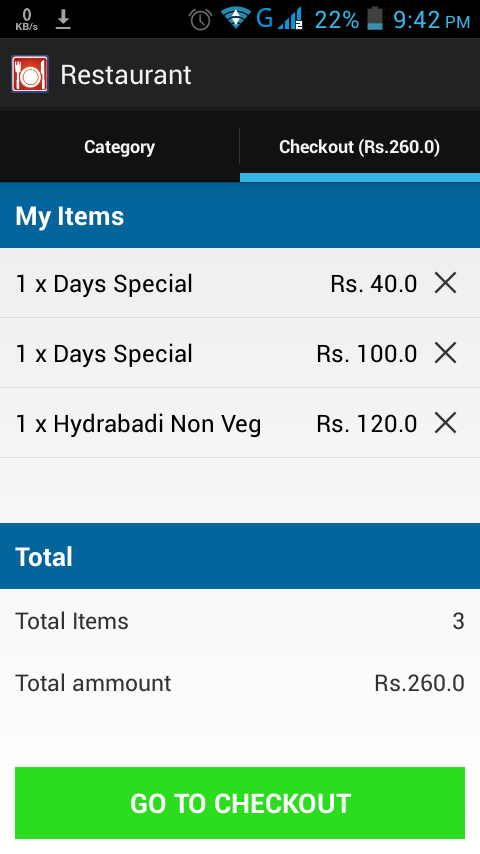 0
KB/s
G
2
22%
9:42 PM
Restaurant
Category
Checkout (Rs.260.0)
My Items
1 x Days Special Rs. 40.0
1 x Days Special Rs. 100.0
1 x Hydrabadi Non Veg Rs. 120.0
Total
Total Items 3
Total ammount Rs.260.0
GO TO CHECKOUT